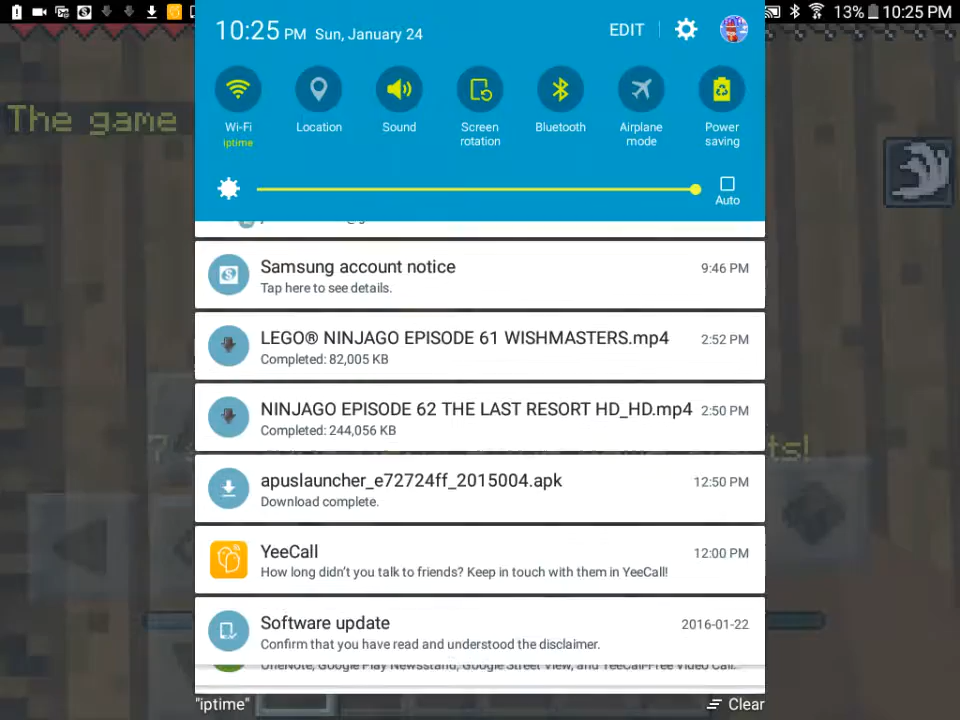 13% 10:25 PM
10:25 PM Sun, January 24
EDIT
Wi-Fi
iptime
Location
Sound
Screen rotation
Bluetooth
Airplane mode
Power saving
Auto
The game
Samsung account notice 9:46 PM
Tap here to see details.
LEGO® NINJAGO EPISODE 61 WISHMASTERS.mp4 2:52 PM
Completed: 82,005 KB
NINJAGO EPISODE 62 THE LAST RESORT HD_HD.mp4 2:50 PM
Completed: 244,056 KB
apuslauncher_e72724ff_2015004.apk 12:50 PM
Download complete.
YeeCall 12:00 PM
How long didn't you talk to friends? Keep in touch with them in YeeCall!
Software update 2016-01-22
Confirm that you have read and understood the disclaimer.
OneNote, Google Play Newsstand, Google Street View, and YeeCall-Free Video Call.
"iptime" Clear